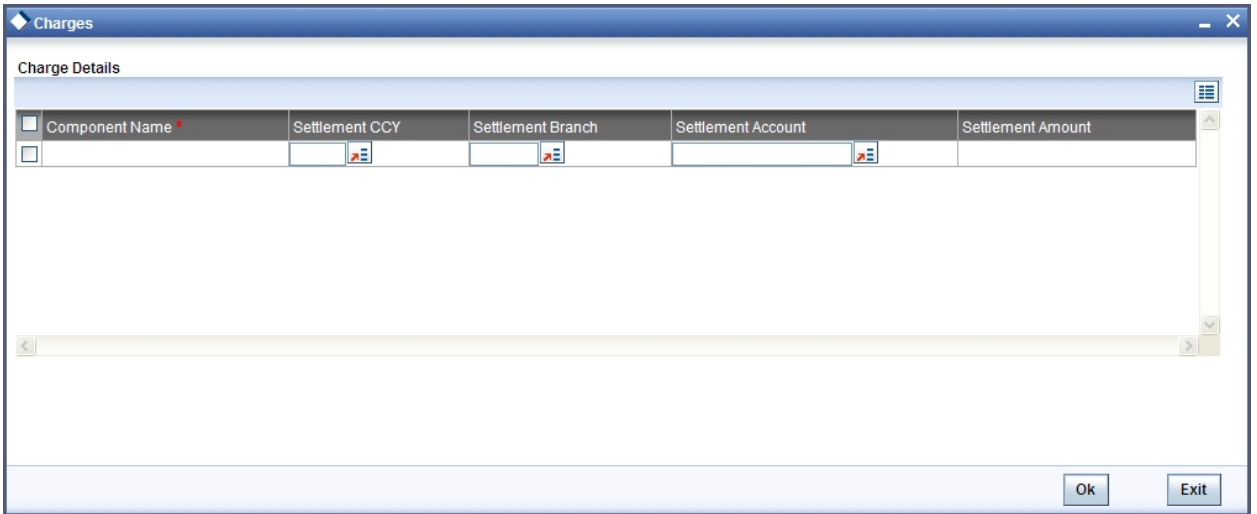 Charges
Charge Details
Component Name * Settlement CCY Settlement Branch Settlement Account Settlement Amount
Ok Exit